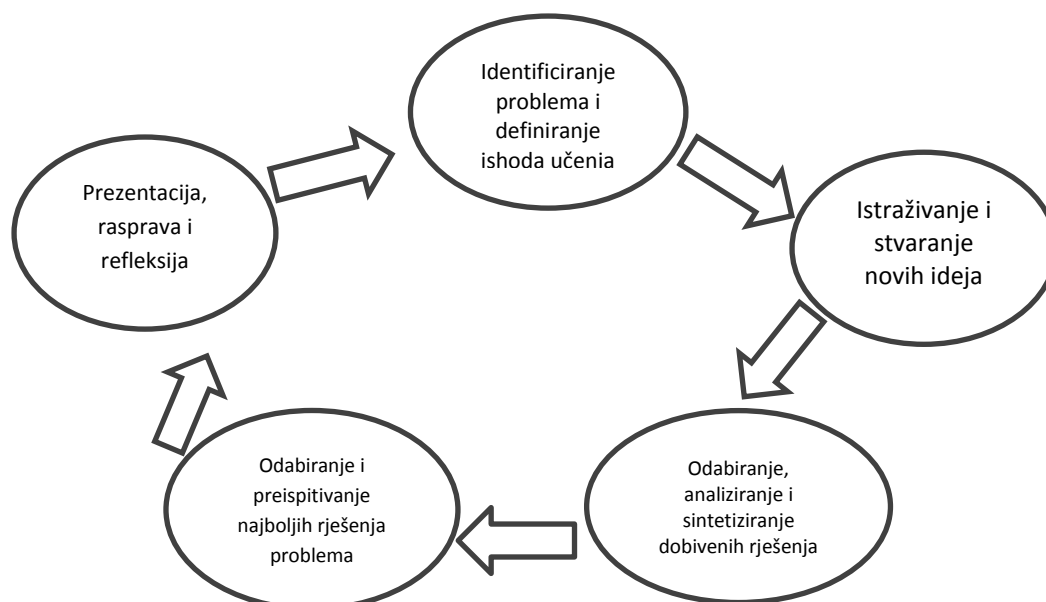 Identificiranje
problema i
definiranje
ishoda učenia
Istraživanje i
stvaranje
novih ideja
Odabiranje,
analiziranje i
sintetiziranje
dobivenih rješenja
Odabiranje i
preispitivanje
najboljih rješenja
problema
Prezentacija,
rasprava i
refleksija